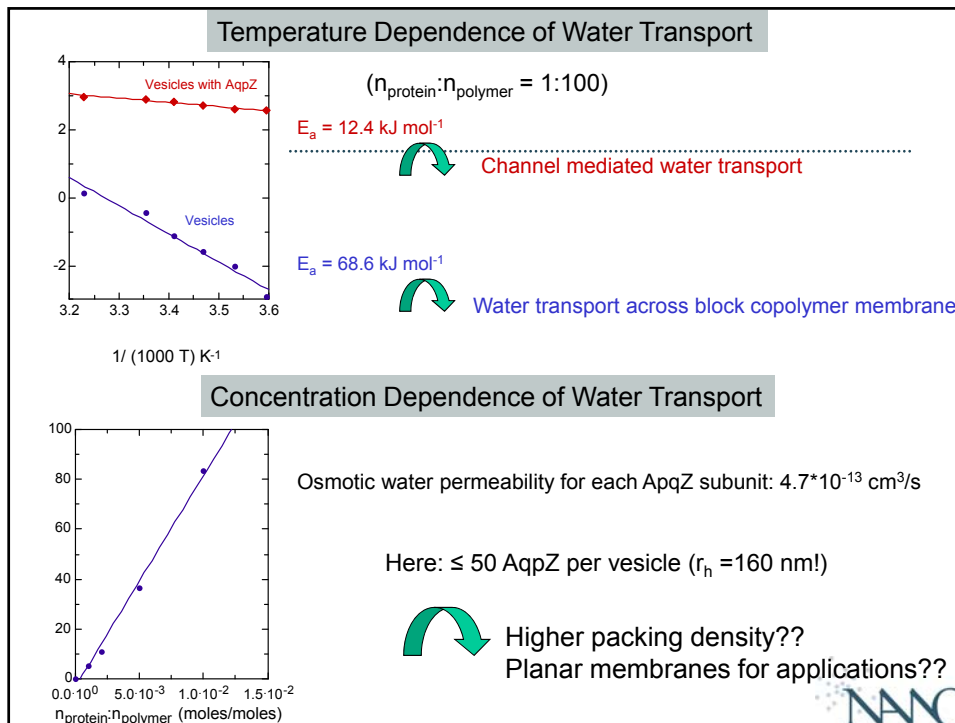 Temperature Dependence of Water Transport
4
2
0
-2
3.2 3.3 3.4 3.5 3.6
Vesicles with AqpZ
Vesicles
1/ (1000 T) K-1
(nprotein:npolymer = 1:100)
Ea = 12.4 kJ mol-1
Channel mediated water transport
Ea = 68.6 kJ mol-1
Water transport across block copolymer membrane
Concentration Dependence of Water Transport
100
80
60
40
20
0
0.0·10⁰ 5.0·10⁻³ 1.0·10⁻² 1.5·10⁻²
nprotein:npolymer (moles/moles)
Osmotic water permeability for each ApqZ subunit: 4.7*10-13 cm3/s
Here: ≤ 50 AqpZ per vesicle (rh =160 nm!)
Higher packing density??
Planar membranes for applications??
NANC